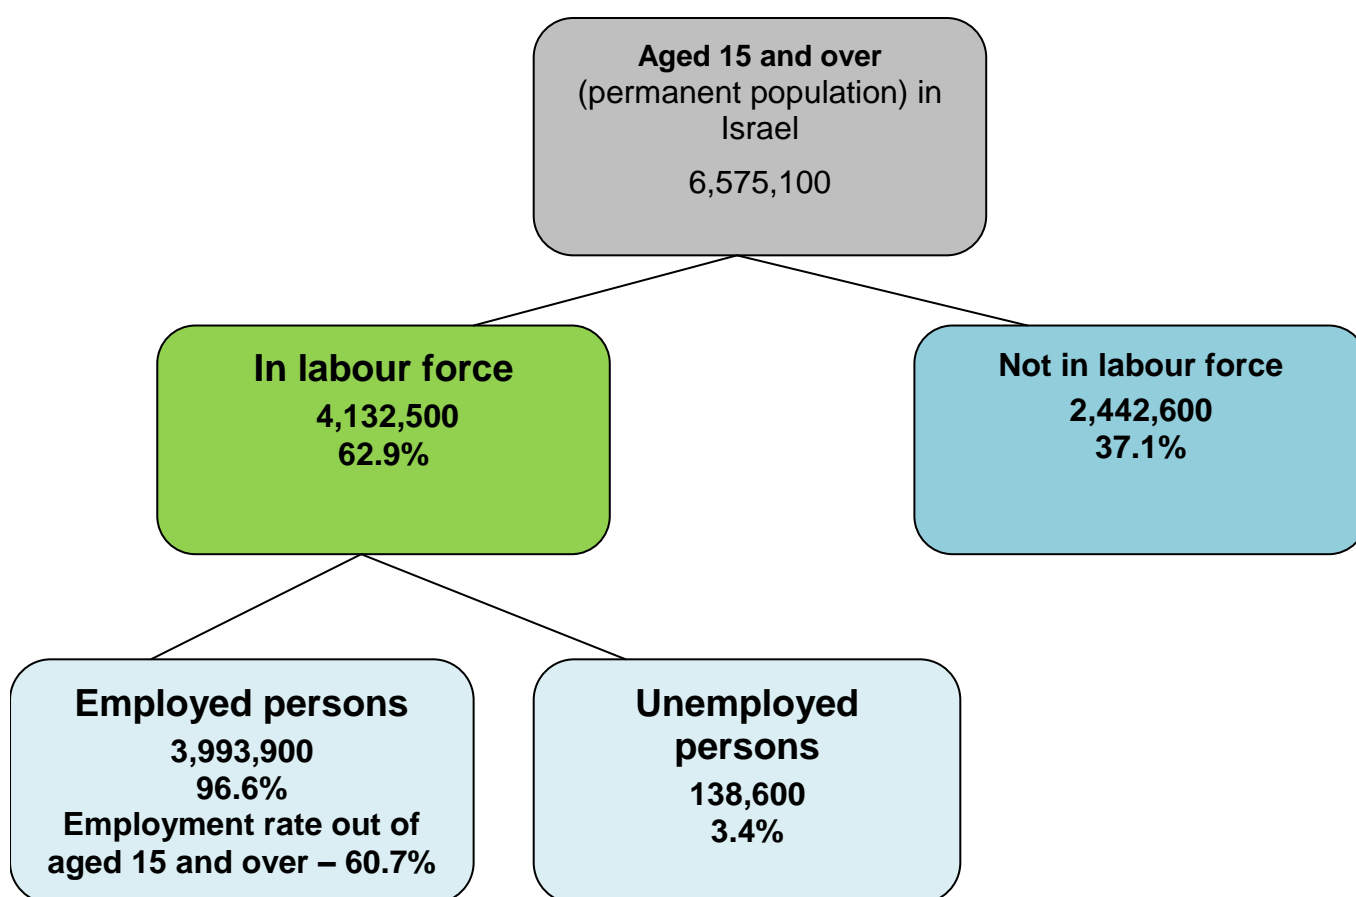 Aged 15 and over
(permanent population) in
Israel
6,575,100
In labour force
4,132,500
62.9%
Not in labour force
2,442,600
37.1%
Employed persons
3,993,900
96.6%
Employment rate out of
aged 15 and over – 60.7%
Unemployed
persons
138,600
3.4%